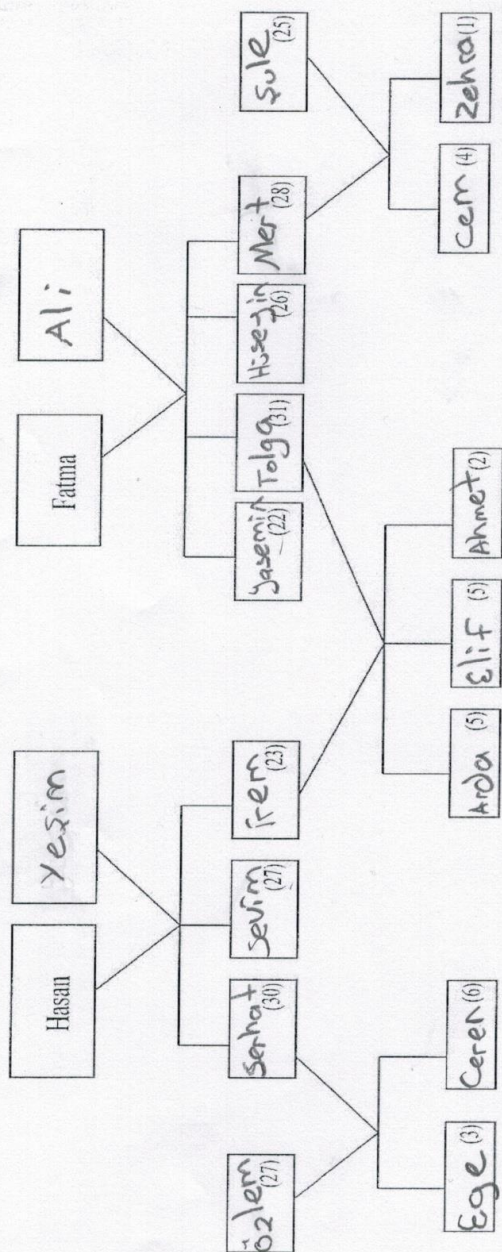 Hasan
Yeşim
Fatma
Ali
Özlem
(27)
Serhat
(30)
Sevim
(27)
İrem
(23)
Yasemin
(22)
Tolga (31)
Hüseyin
(26)
Mert
(28)
Şule
(25)
Ege (3)
Ceren (6)
Arda (5)
Elif (5)
Ahmet (2)
Cem (4)
Zehra (1)